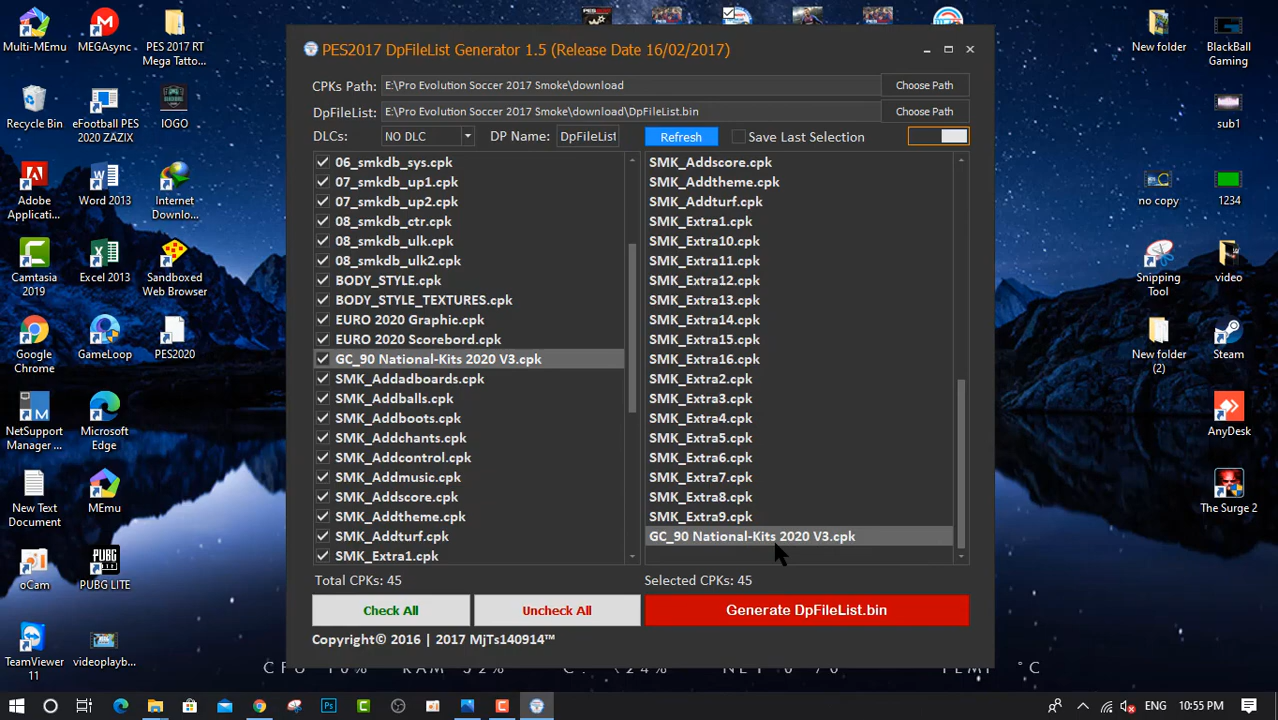 PES2017 DpFileList Generator 1.5 (Release Date 16/02/2017)
CPKs Path: E:\Pro Evolution Soccer 2017 Smoke\download Choose Path
DpFileList: E:\Pro Evolution Soccer 2017 Smoke\download\DpFileList.bin Choose Path
DLCs: NO DLC DP Name: DpFileList Refresh Save Last Selection
06_smkdb_sys.cpk
07_smkdb_up1.cpk
07_smkdb_up2.cpk
08_smkdb_ctr.cpk
08_smkdb_ulk.cpk
08_smkdb_ulk2.cpk
BODY_STYLE.cpk
BODY_STYLE_TEXTURES.cpk
EURO 2020 Graphic.cpk
EURO 2020 Scorebord.cpk
GC_90 National-Kits 2020 V3.cpk
SMK_Addadboards.cpk
SMK_Addballs.cpk
SMK_Addboots.cpk
SMK_Addchants.cpk
SMK_Addcontrol.cpk
SMK_Addmusic.cpk
SMK_Addscore.cpk
SMK_Addtheme.cpk
SMK_Addturf.cpk
SMK_Extra1.cpk
SMK_Addscore.cpk
SMK_Addtheme.cpk
SMK_Addturf.cpk
SMK_Extra1.cpk
SMK_Extra10.cpk
SMK_Extra11.cpk
SMK_Extra12.cpk
SMK_Extra13.cpk
SMK_Extra14.cpk
SMK_Extra15.cpk
SMK_Extra16.cpk
SMK_Extra2.cpk
SMK_Extra3.cpk
SMK_Extra4.cpk
SMK_Extra5.cpk
SMK_Extra6.cpk
SMK_Extra7.cpk
SMK_Extra8.cpk
SMK_Extra9.cpk
GC_90 National-Kits 2020 V3.cpk
Total CPKs: 45
Selected CPKs: 45
Check All
Uncheck All
Generate DpFileList.bin
Copyright© 2016 | 2017 MjTs140914™
Multi-MEmu
MEGAsync
PES 2017 RT
Mega Tatto...
Recycle Bin
eFootball PES
2020 ZAZIX
IOGO
Adobe
Applicati...
Word 2013
Internet
Downlo...
Camtasia
2019
Excel 2013
Sandboxed
Web Browser
Google
Chrome
GameLoop
PES2020
NetSupport
Manager ...
Microsoft
Edge
New Text
Document
MEmu
oCam
PUBG LITE
TeamViewer
11
videoplayb...
New folder
BlackBall
Gaming
sub1
no copy
1234
Snipping
Tool
video
New folder
(2)
Steam
AnyDesk
The Surge 2
ENG
10:55 PM